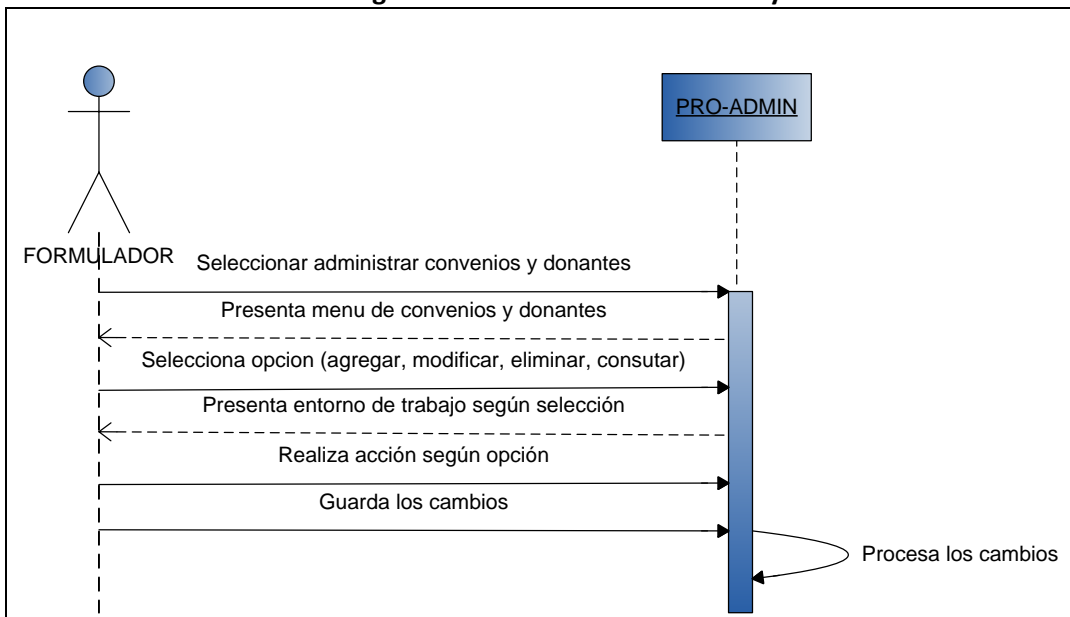 PRO-ADMIN
FORMULADOR
Seleccionar administrar convenios y donantes
Presenta menu de convenios y donantes
Selecciona opcion (agregar, modificar, eliminar, consutar)
Presenta entorno de trabajo según selección
Realiza acción según opción
Guarda los cambios
Procesa los cambios